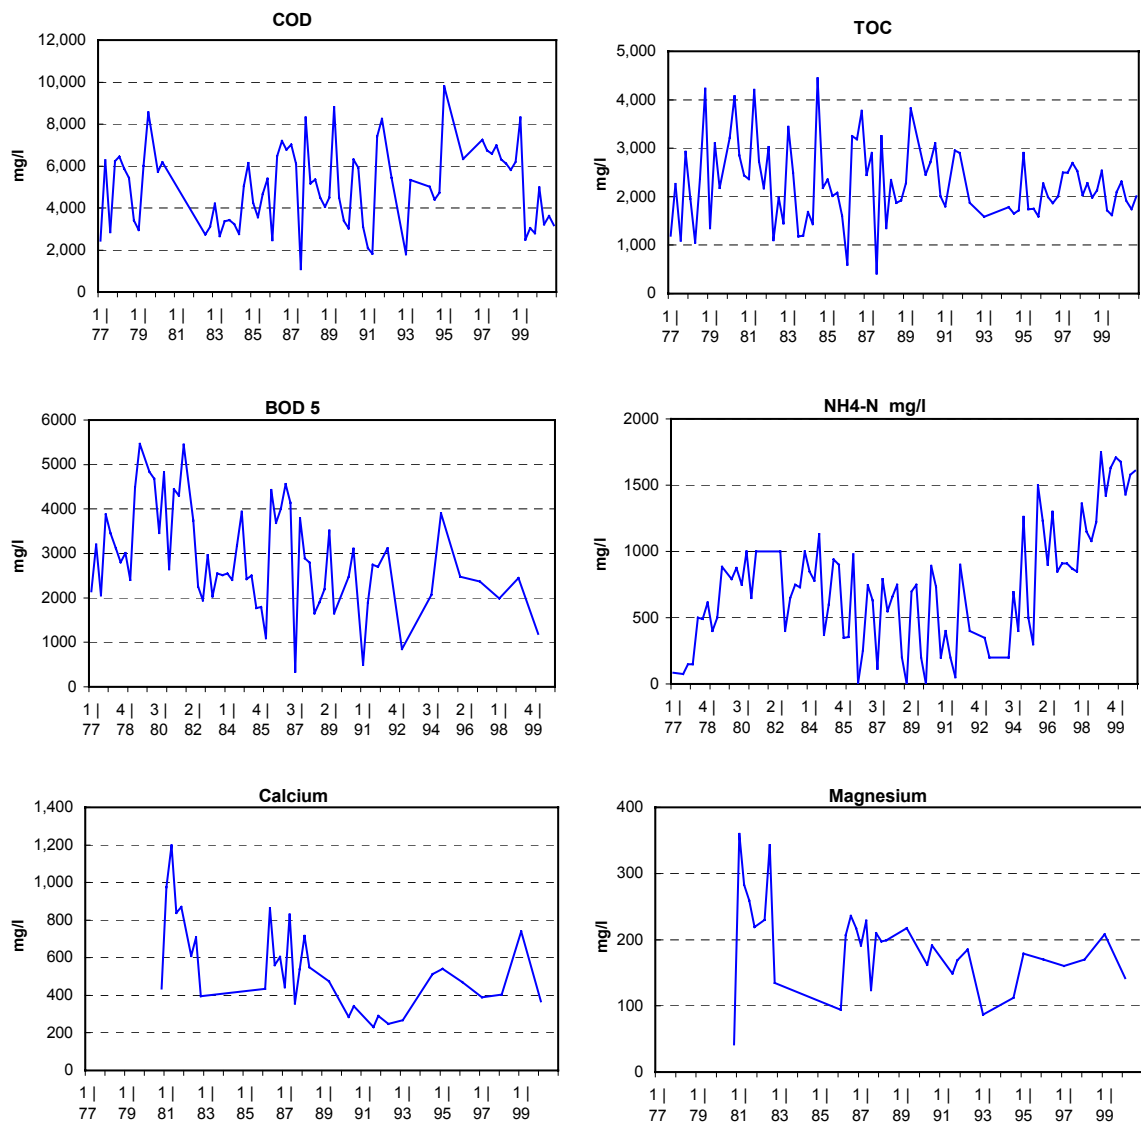 COD
12,000
10,000
8,000
6,000
4,000
2,000
0
mg/l
1 | 1 | 1 | 1 | 1 | 1 | 1 | 1 | 1 | 1 | 1 | 1 |
77 79 81 83 85 87 89 91 93 95 97 99
TOC
5,000
4,000
3,000
2,000
1,000
0
mg/l
1 | 1 | 1 | 1 | 1 | 1 | 1 | 1 | 1 | 1 | 1 | 1 |
77 79 81 83 85 87 89 91 93 95 97 99
BOD 5
6000
5000
4000
3000
2000
1000
0
mg/l
1 | 4 | 3 | 2 | 1 | 4 | 3 | 2 | 1 | 4 | 3 | 2 | 1 | 4 |
77 78 80 82 84 85 87 89 91 92 94 96 98 99
NH4-N mg/l
2000
1500
1000
500
0
1 | 4 | 3 | 2 | 1 | 4 | 3 | 2 | 1 | 4 | 3 | 2 | 1 | 4 |
77 78 80 82 84 85 87 89 91 92 94 96 98 99
Calcium
1,400
1,200
1,000
800
600
400
200
0
mg/l
1 | 1 | 1 | 1 | 1 | 1 | 1 | 1 | 1 | 1 | 1 | 1 |
77 79 81 83 85 87 89 91 93 95 97 99
Magnesium
400
300
200
100
0
mg/l
1 | 1 | 1 | 1 | 1 | 1 | 1 | 1 | 1 | 1 | 1 | 1 |
77 79 81 83 85 87 89 91 93 95 97 99